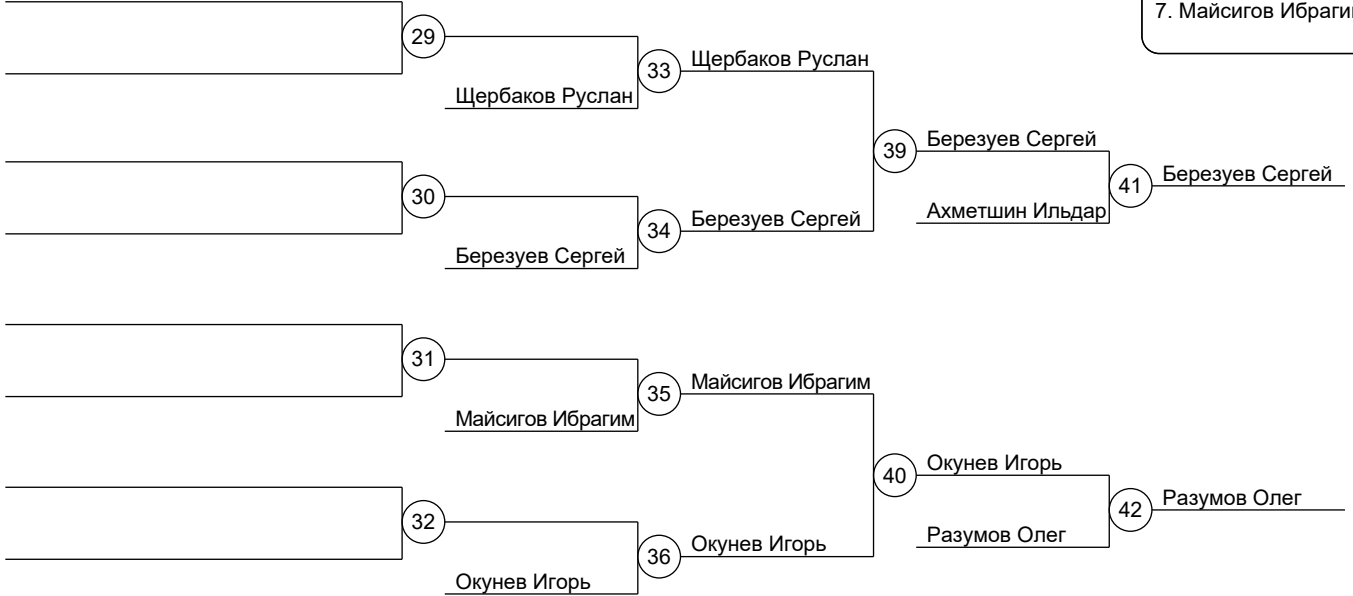 7. Майсигов Ибрагим
29
33
Щербаков Руслан
Щербаков Руслан
39
Березуев Сергей
41
Березуев Сергей
30
34
Березуев Сергей
Ахметшин Ильдар
Березуев Сергей
31
35
Майсигов Ибрагим
Майсигов Ибрагим
40
Окунев Игорь
42
Разумов Олег
32
36
Окунев Игорь
Разумов Олег
Окунев Игорь